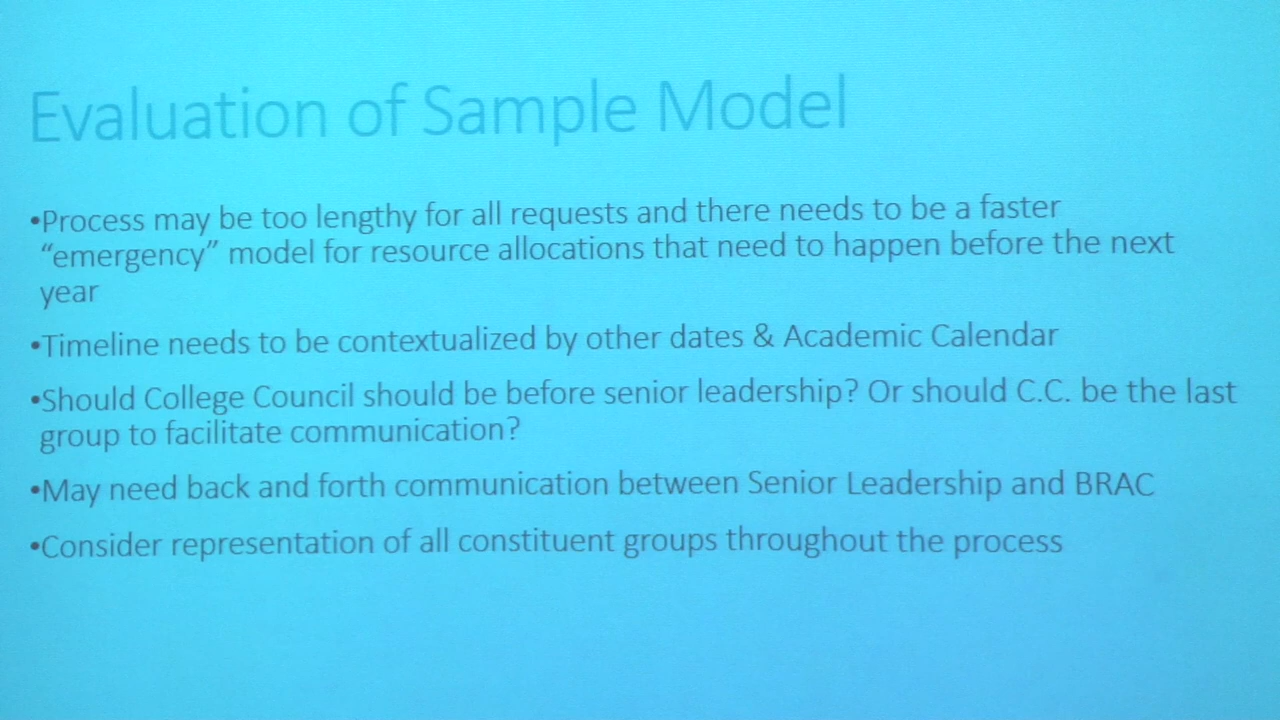 Evaluation of Sample Model
•Process may be too lengthy for all requests and there needs to be a faster
“emergency” model for resource allocations that need to happen before the next
year
•Timeline needs to be contextualized by other dates & Academic Calendar
•Should College Council should be before senior leadership? Or should C.C. be the last
group to facilitate communication?
•May need back and forth communication between Senior Leadership and BRAC
•Consider representation of all constituent groups throughout the process